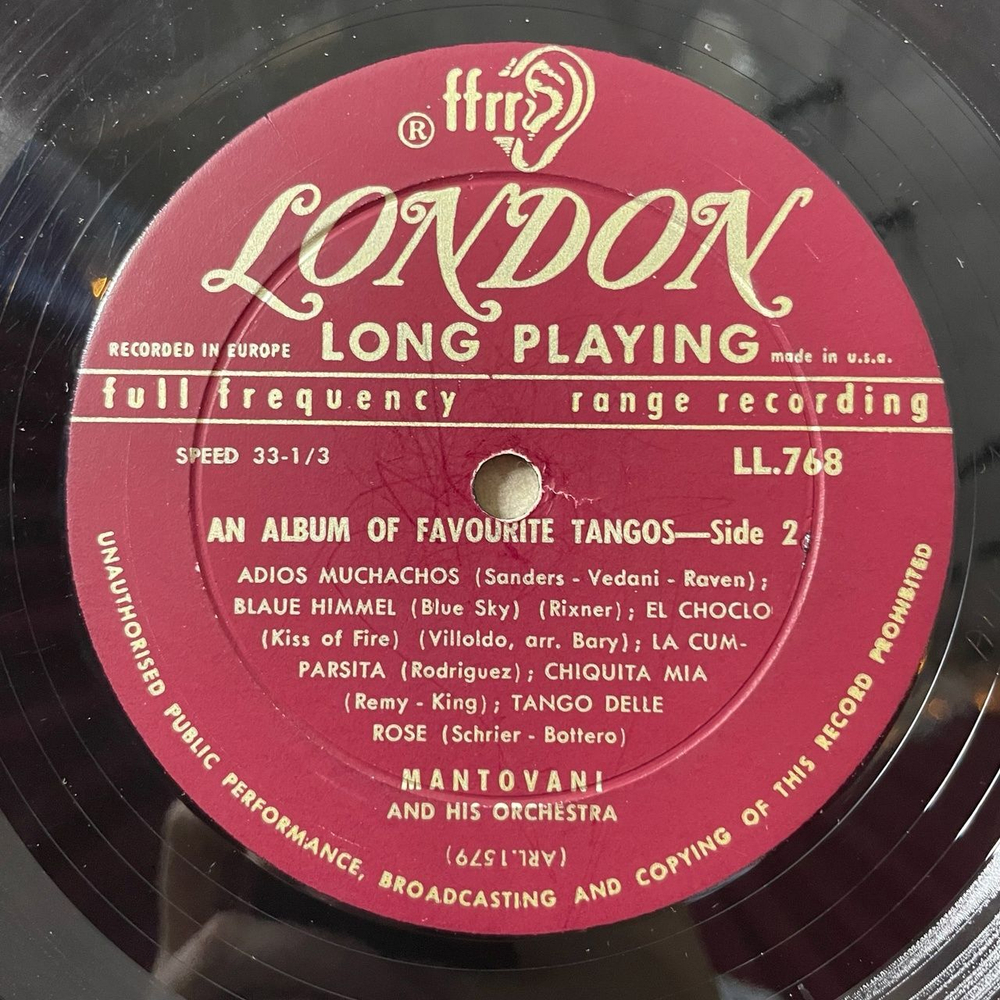 ® ffrr
LONDON
RECORDED IN EUROPE LONG PLAYING made in u.s.a.
full frequency range recording
SPEED 33-1/3 LL.768
AN ALBUM OF FAVOURITE TANGOS—Side 2
ADIOS MUCHACHOS (Sanders - Vedani - Raven);
BLAUE HIMMEL (Blue Sky) (Rixner); EL CHOCLO
(Kiss of Fire) (Villoldo, arr. Bary); LA CUM-
PARSITA (Rodriguez); CHIQUITA MIA
(Remy - King); TANGO DELLE
ROSE (Schrier - Bottero)
MANTOVANI
AND HIS ORCHESTRA
(ARL.1579)
UNAUTHORISED PUBLIC PERFORMANCE, BROADCASTING AND COPYING OF THIS RECORD PROHIBITED